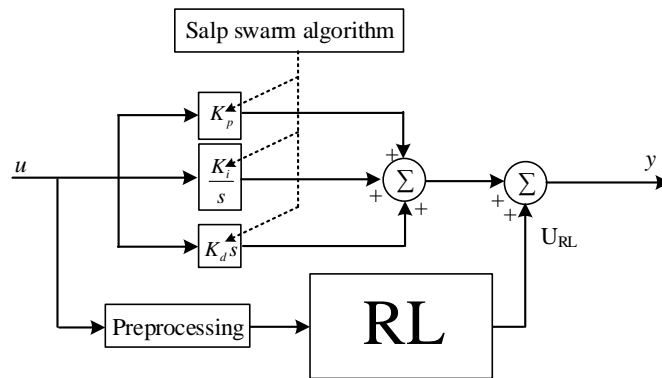 Salp swarm algorithm
K_p
u
K_i
s
K_d s
+
+
+
Σ
+
+
Σ
y
U_RL
Preprocessing
RL